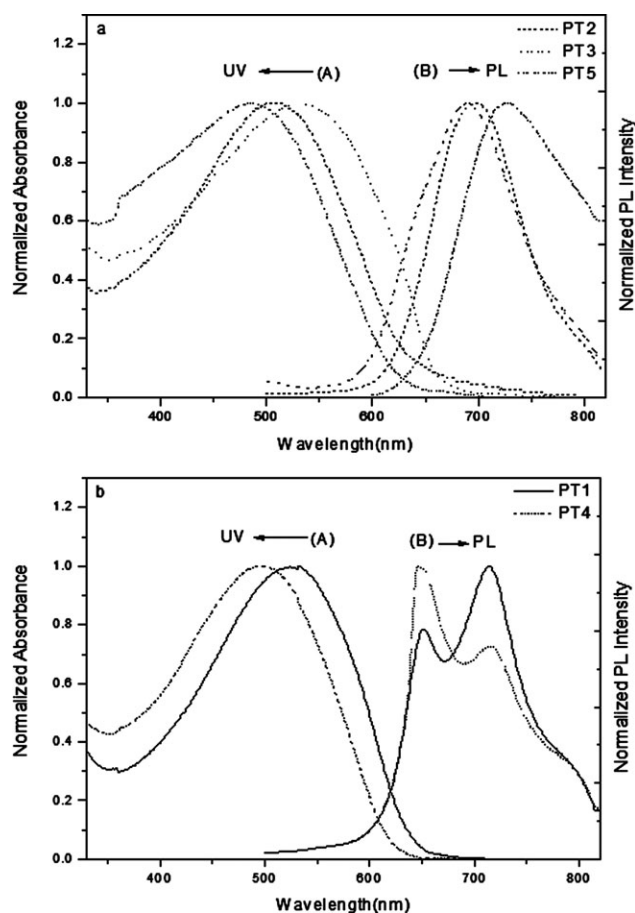 a
PT2
PT3
PT5
UV (A) (B) PL
1.2
1.0
0.8
0.6
0.4
0.2
0.0
Normalized Absorbance
Normalized PL Intensity
400 500 600 700 800
Wavelength(nm)
b
PT1
PT4
UV (A) (B) PL
1.2
1.0
0.8
0.6
0.4
0.2
0.0
Normalized Absorbance
Normalized PL Intensity
400 500 600 700 800
Wavelength(nm)